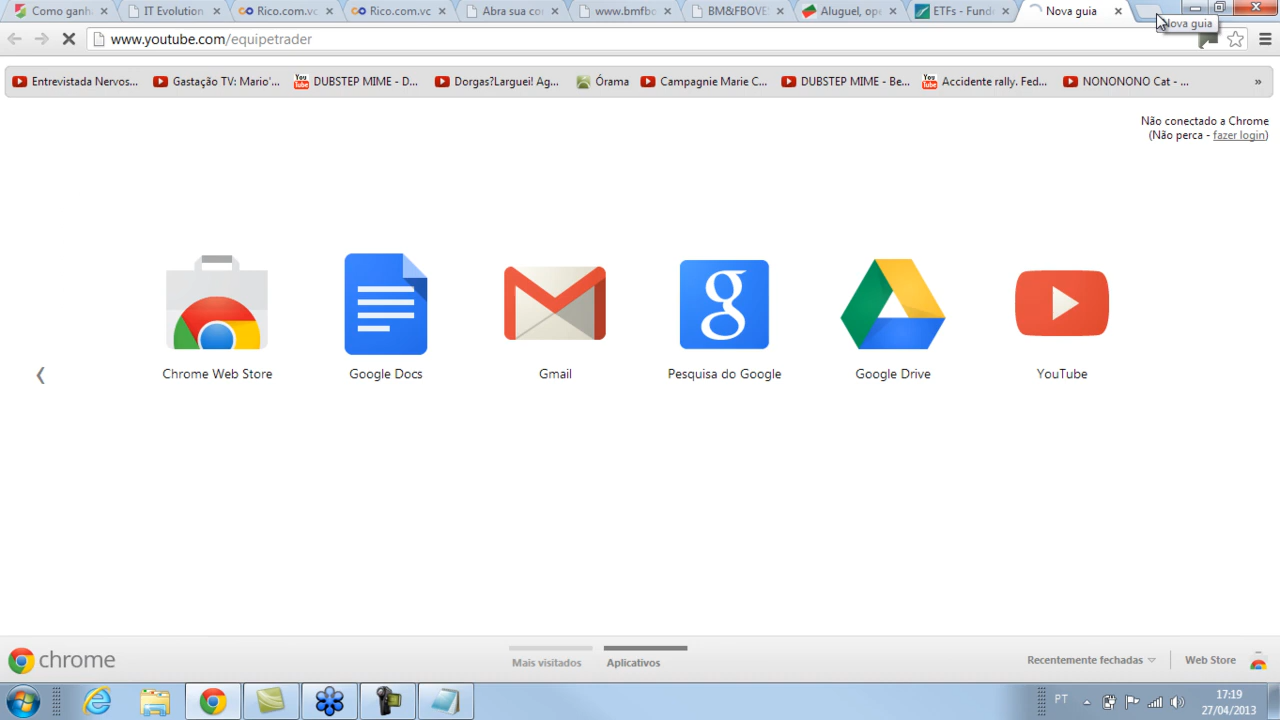 Como ganha
IT Evolution
Rico.com.vc
Rico.com.vc
Abra sua co
www.bmfbo
BM&FBOVE
Aluguel, ope
ETFs - Fund
Nova guia
Nova guia
www.youtube.com/equipetrader
Entrevistada Nervos...
Gastação TV: Mario'...
DUBSTEP MIME - D...
Dorgas?Larguei! Ag...
Órama
Campagnie Marie C...
DUBSTEP MIME - Be...
Accidente rally. Fed...
NONONONO Cat - ...
»
Não conectado a Chrome
(Não perca - fazer login)
Chrome Web Store
Google Docs
Gmail
Pesquisa do Google
Google Drive
YouTube
chrome
Mais visitados
Aplicativos
Recentemente fechadas
Web Store
PT
17:19
27/04/2013